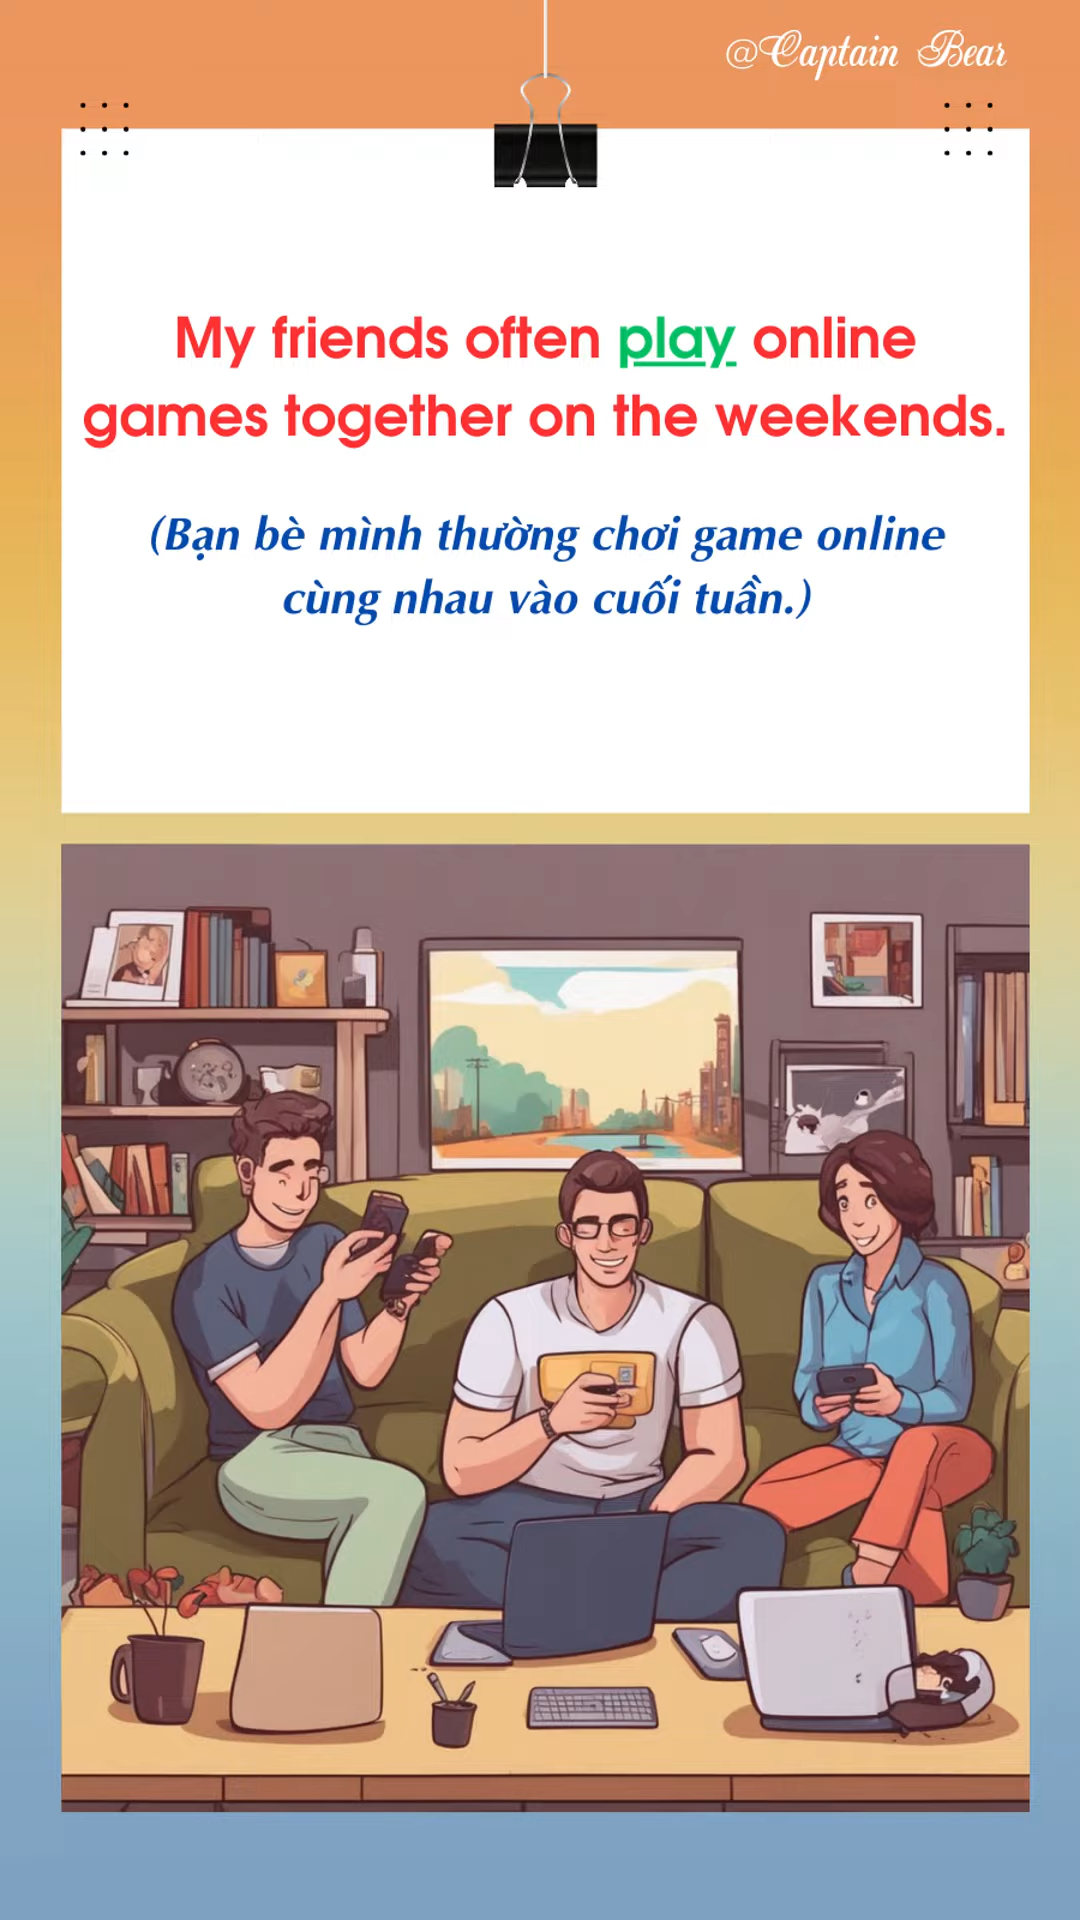 @Captain Bear
My friends often play online
games together on the weekends.
(Bạn bè mình thường chơi game online
cùng nhau vào cuối tuần.)